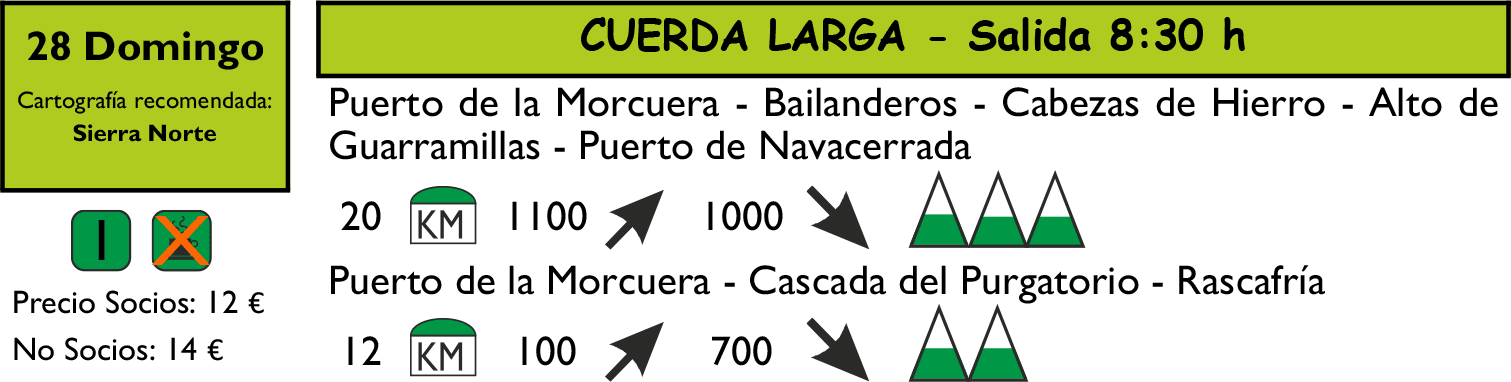 28 Domingo
Cartografía recomendada:
Sierra Norte
I
Precio Socios: 12 €
No Socios: 14 €
CUERDA LARGA - Salida 8:30 h
Puerto de la Morcuera - Bailanderos - Cabezas de Hierro - Alto de
Guarramillas - Puerto de Navacerrada
20 KM 1100 1000
Puerto de la Morcuera - Cascada del Purgatorio - Rascafría
12 KM 100 700